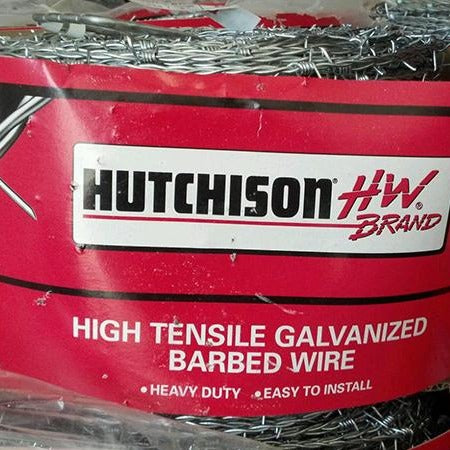 HUTCHISON® HW®
BRAND
HIGH TENSILE GALVANIZED
BARBED WIRE
•HEAVY DUTY •EASY TO INSTALL